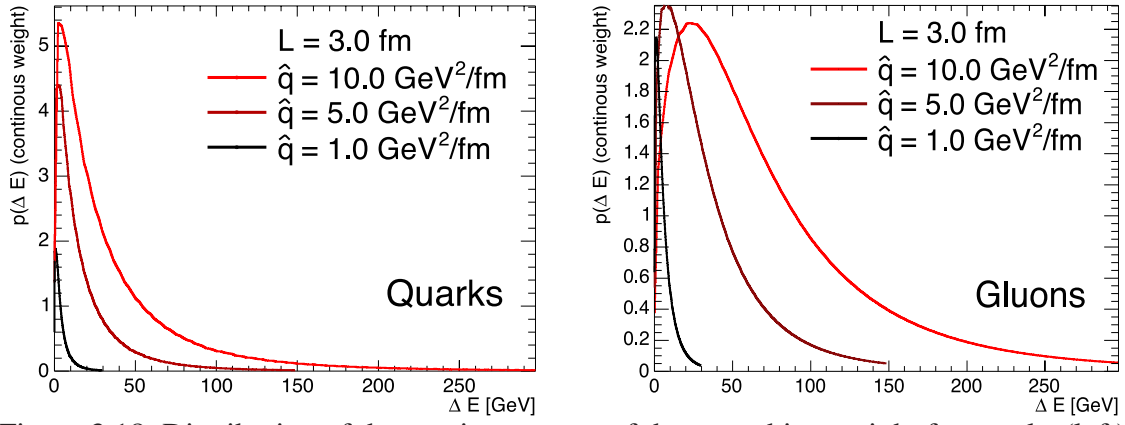 p(Δ E) (continous weight)
5
4
3
2
1
0
L = 3.0 fm
q̂ = 10.0 GeV²/fm
q̂ = 5.0 GeV²/fm
q̂ = 1.0 GeV²/fm
Quarks
0 50 100 150 200 250
Δ E [GeV]
p(Δ E) (continous weight)
2.2
2
1.8
1.6
1.4
1.2
1
0.8
0.6
0.4
0.2
0
L = 3.0 fm
q̂ = 10.0 GeV²/fm
q̂ = 5.0 GeV²/fm
q̂ = 1.0 GeV²/fm
Gluons
0 50 100 150 200 250
Δ E [GeV]